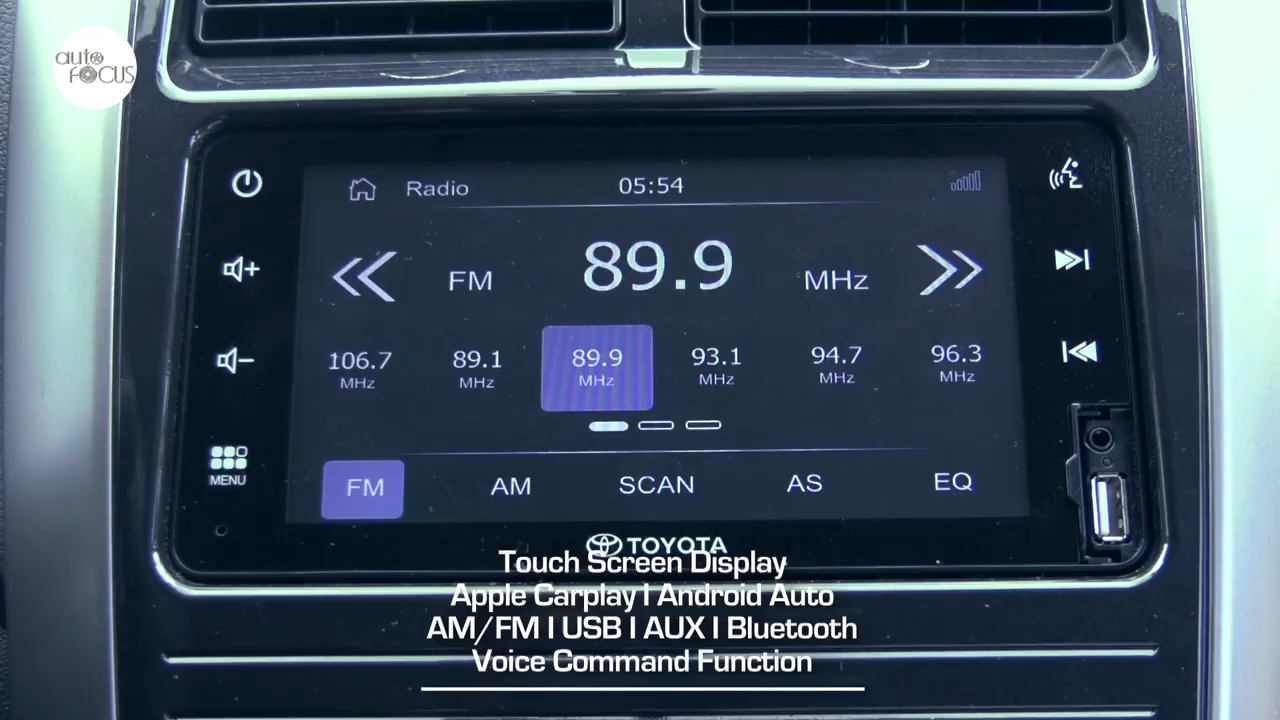 auto
FOCUS
Radio 05:54
FM 89.9 MHz
106.7 MHz
89.1 MHz
89.9 MHz
93.1 MHz
94.7 MHz
96.3 MHz
MENU
FM AM SCAN AS EQ
TOYOTA
Touch Screen Display
Apple Carplay | Android Auto
AM/FM | USB | AUX | Bluetooth
Voice Command Function